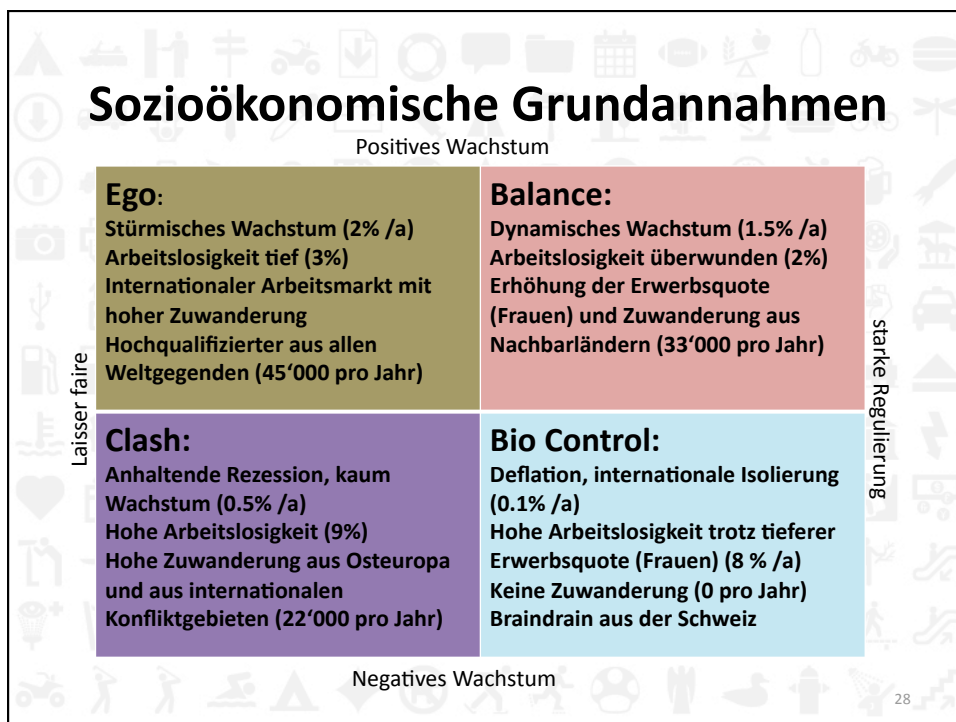 Sozioökonomische Grundannahmen
Positives Wachstum
Laisser faire
Ego:
Stürmisches Wachstum (2% /a)
Arbeitslosigkeit tief (3%)
Internationaler Arbeitsmarkt mit
hoher Zuwanderung
Hochqualifizierter aus allen
Weltgegenden (45‘000 pro Jahr)
Balance:
Dynamisches Wachstum (1.5% /a)
Arbeitslosigkeit überwunden (2%)
Erhöhung der Erwerbsquote
(Frauen) und Zuwanderung aus
Nachbarländern (33‘000 pro Jahr)
starke Regulierung
Clash:
Anhaltende Rezession, kaum
Wachstum (0.5% /a)
Hohe Arbeitslosigkeit (9%)
Hohe Zuwanderung aus Osteuropa
und aus internationalen
Konfliktgebieten (22‘000 pro Jahr)
Bio Control:
Deflation, internationale Isolierung
(0.1% /a)
Hohe Arbeitslosigkeit trotz tieferer
Erwerbsquote (Frauen) (8 % /a)
Keine Zuwanderung (0 pro Jahr)
Braindrain aus der Schweiz
Negatives Wachstum
28